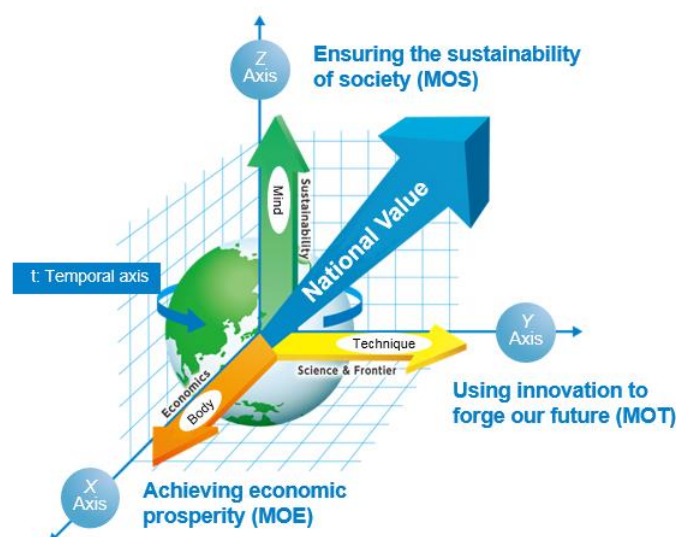 Z
Axis
Ensuring the sustainability
of society (MOS)
Mind
Sustainability
National Value
t: Temporal axis
Technique
Y
Axis
Science & Frontier
Economics
Body
Using innovation to
forge our future (MOT)
X
Axis
Achieving economic
prosperity (MOE)